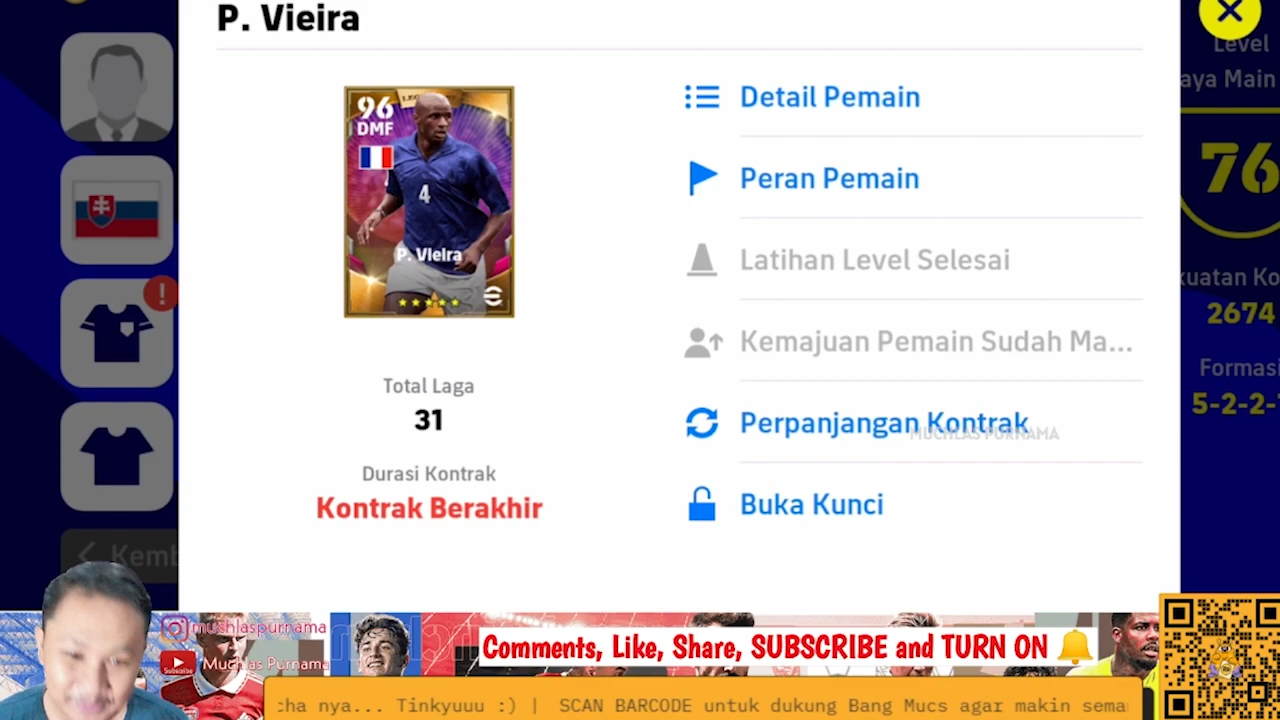 P. Vieira
Level
aya Main
76
kuatan Ko
2674
Formasi
5-2-2-
96
DMF
4
P. Vieira
Total Laga
31
Durasi Kontrak
Kontrak Berakhir
Detail Pemain
Peran Pemain
Latihan Level Selesai
Kemajuan Pemain Sudah Ma...
Perpanjangan Kontrak
MUCHLAS PURNAMA
Buka Kunci
Kemb
muchlaspurnama
Subscribe
Muchlas Purnama
Comments, Like, Share, SUBSCRIBE and TURN ON
cha nya... Tinkyuuu :) | SCAN BARCODE untuk dukung Bang Mucs agar makin sema